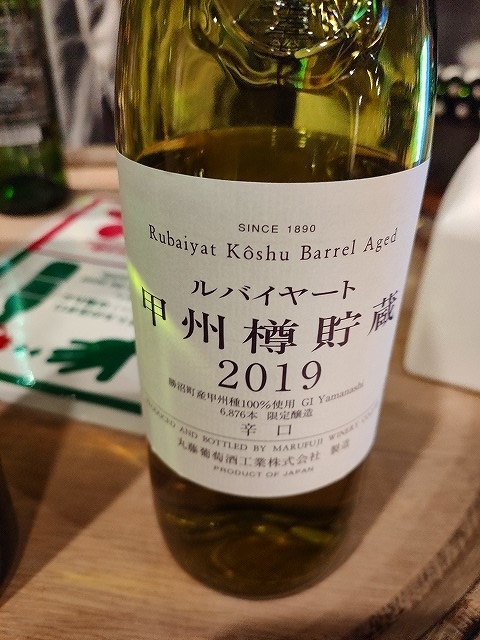 SINCE 1890
Rubaiyat Kôshu Barrel Aged
ルバイヤート
甲州樽貯蔵
2019
勝沼町産甲州種100%使用 GI Yamanashi
6,876本 限定醸造
辛口
PRODUCED AND BOTTLED BY MARUFUJI WINERY CO
丸藤葡萄酒工業株式会社 製造
PRODUCT OF JAPAN